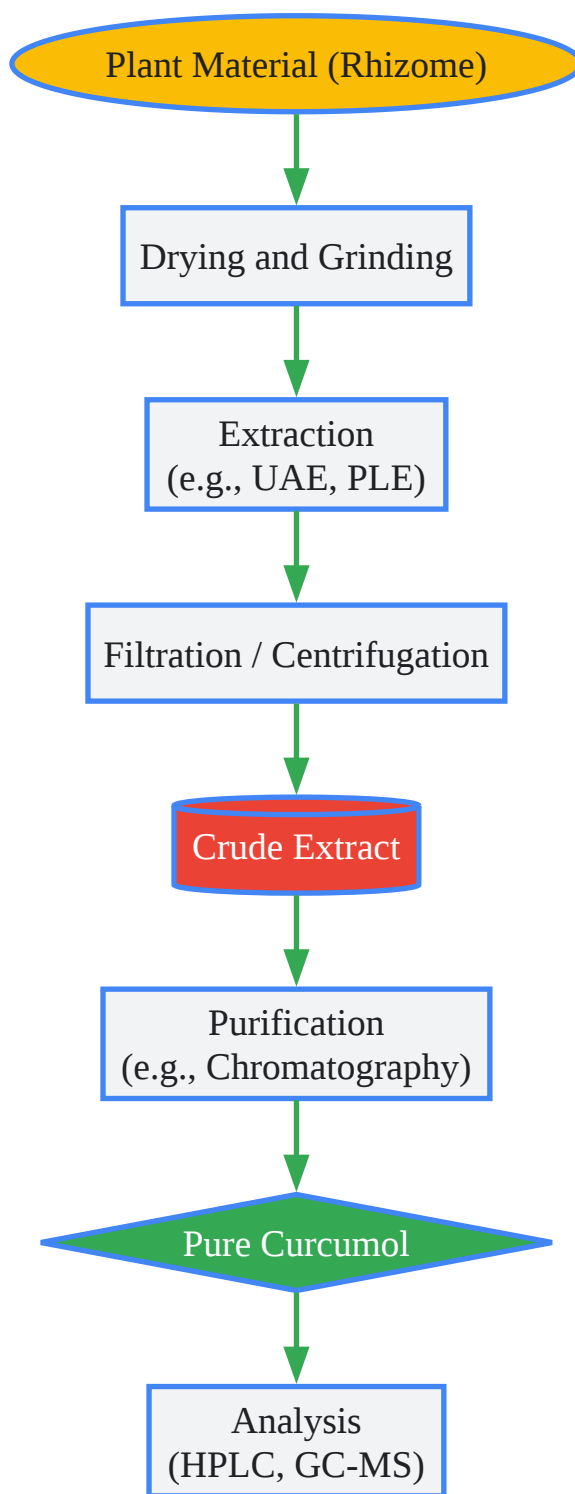 Plant Material (Rhizome)
Drying and Grinding
Extraction
(e.g., UAE, PLE)
Filtration / Centrifugation
Crude Extract
Purification
(e.g., Chromatography)
Pure Curcumol
Analysis
(HPLC, GC-MS)